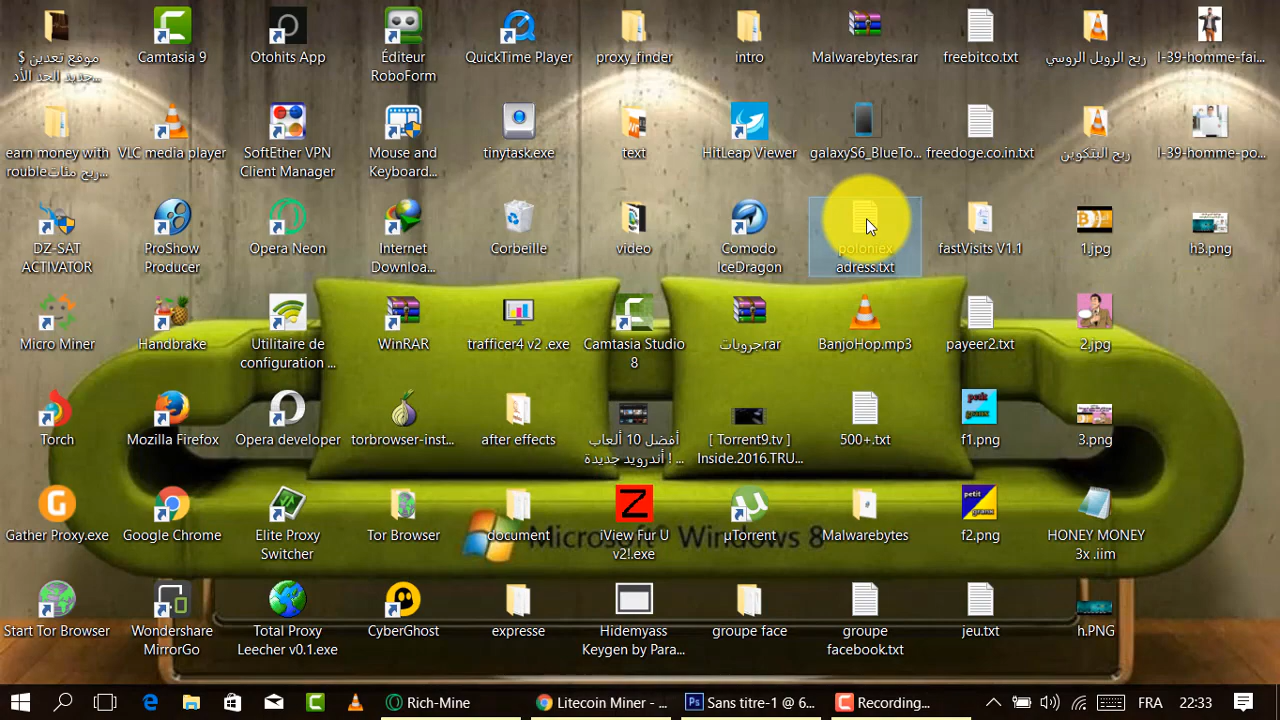 موقع تعدين $
...جديد الحد الأد
Camtasia 9
Otohits App
Éditeur
RoboForm
QuickTime Player
proxy_finder
intro
Malwarebytes.rar
freebitco.txt
ربح الروبل الروسي
I-39-homme-fai...
earn money with
roubleربح مئات...
VLC media player
SoftEther VPN
Client Manager
Mouse and
Keyboard...
tinytask.exe
text
HitLeap Viewer
galaxyS6_BlueTo...
freedoge.co.in.txt
ربح البتكوين
I-39-homme-po...
DZ-SAT
ACTIVATOR
ProShow
Producer
Opera Neon
Internet
Downloa...
Corbeille
video
Comodo
IceDragon
poloniex
adress.txt
fastVisits V1.1
1.jpg
h3.png
Micro Miner
Handbrake
Utilitaire de
configuration ...
WinRAR
trafficer4 v2 .exe
Camtasia Studio
8
جروبات.rar
BanjoHop.mp3
payeer2.txt
2.jpg
Torch
Mozilla Firefox
Opera developer
torbrowser-inst...
after effects
أفضل 10 ألعاب
أندرويد جديدة ! ...
[ Torrent9.tv ]
Inside.2016.TRU...
500+.txt
petit
geans
f1.png
3.png
Gather Proxy.exe
Google Chrome
Elite Proxy
Switcher
Tor Browser
document
iView Fur U
v2!.exe
µTorrent
Malwarebytes
petit
f2.png
HONEY MONEY
3x .iim
Microsoft® Windows 8
Start Tor Browser
Wondershare
MirrorGo
Total Proxy
Leecher v0.1.exe
CyberGhost
expresse
Hidemyass
Keygen by Para...
groupe face
groupe
facebook.txt
jeu.txt
h.PNG
Rich-Mine
Litecoin Miner - ...
Sans titre-1 @ 6...
Recording...
FRA
22:33